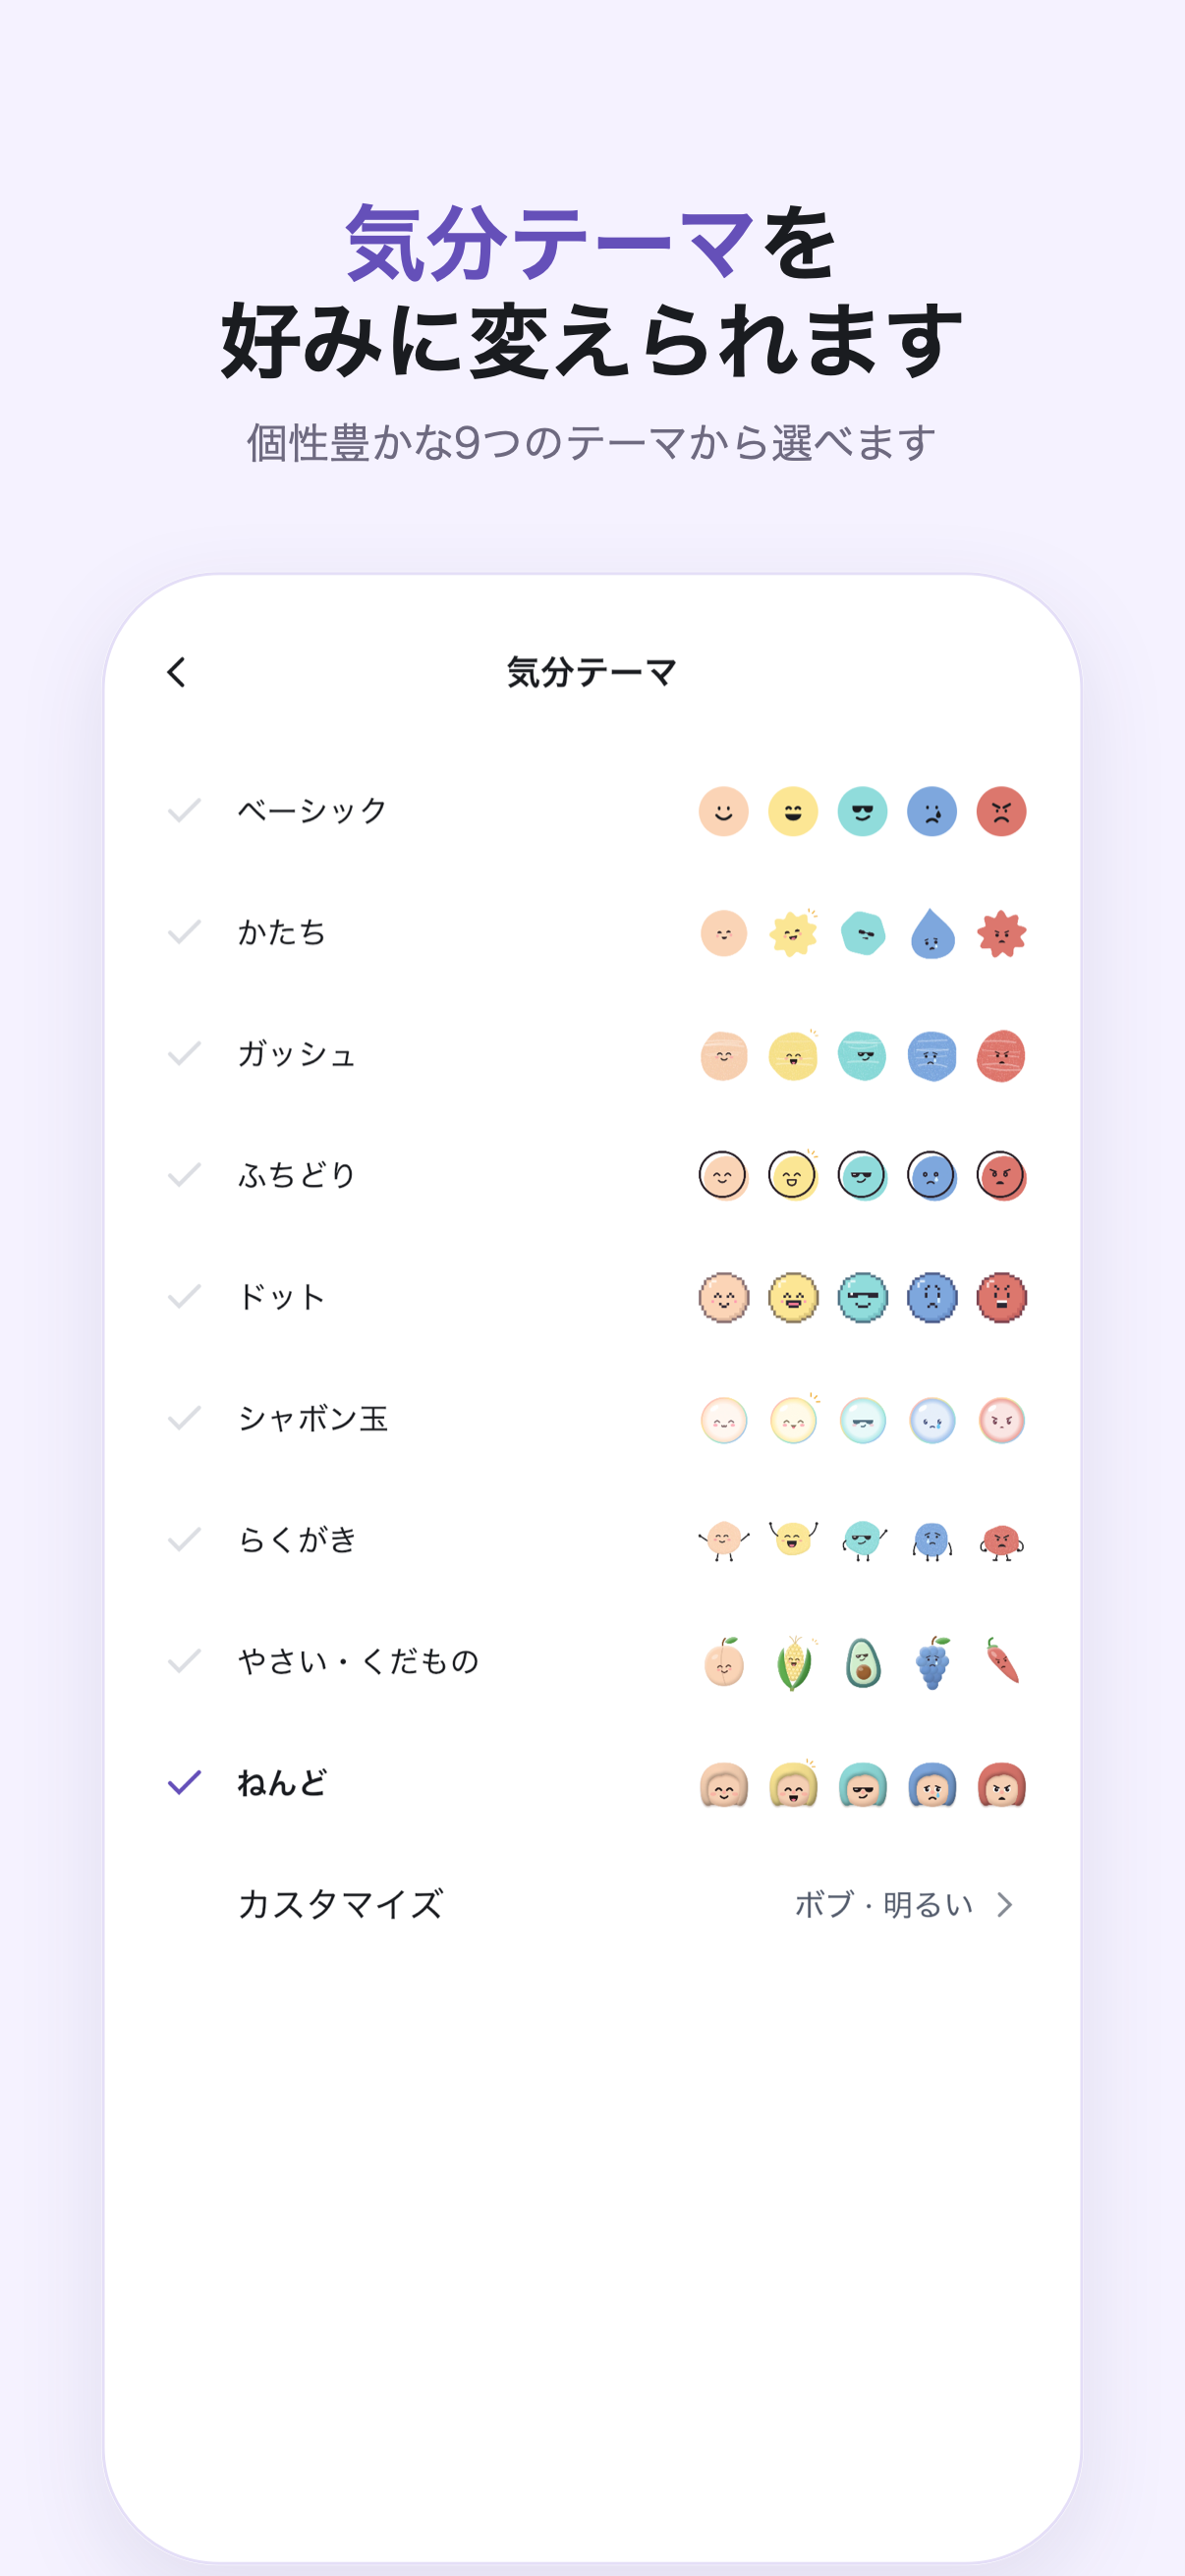 気分テーマを
好みに変えられます
個性豊かな9つのテーマから選べます
気分テーマ
ベーシック
かたち
ガッシュ
ふちどり
ドット
シャボン玉
らくがき
やさい・くだもの
ねんど
カスタマイズ
ボブ · 明るい